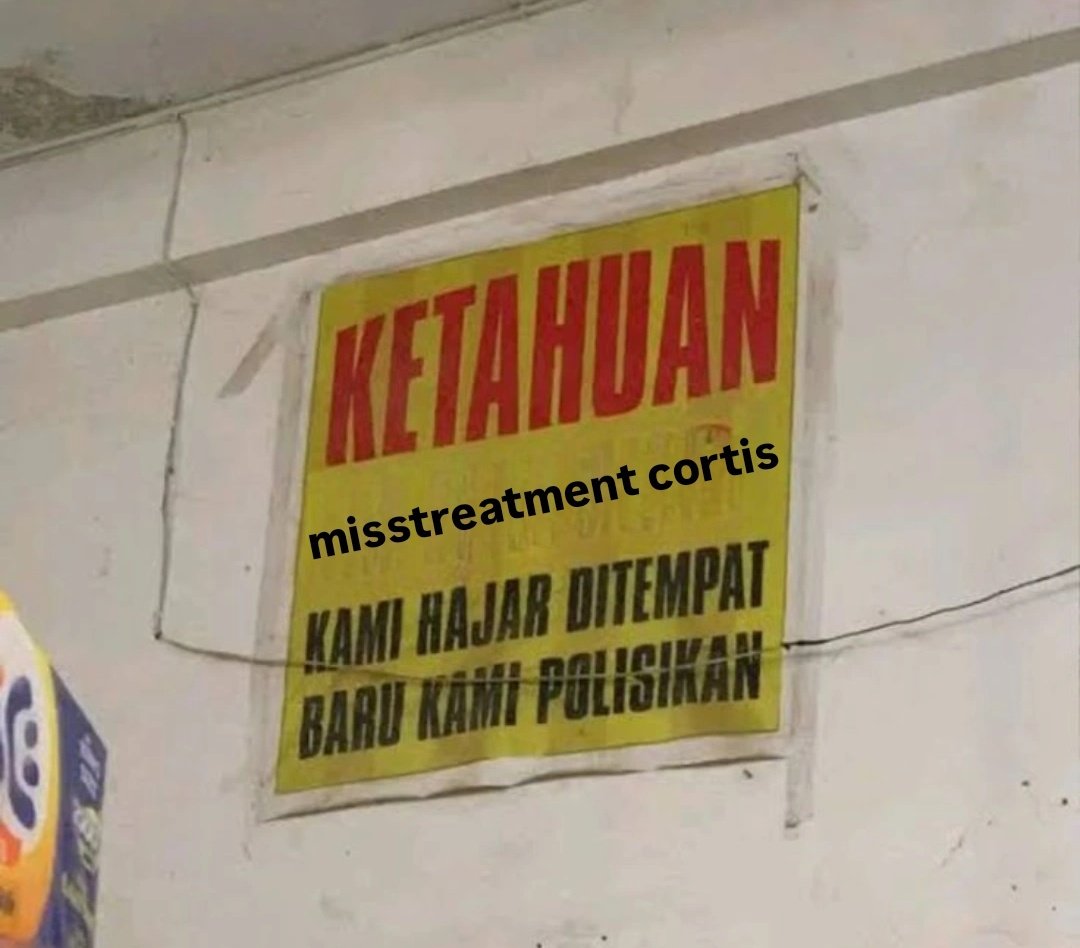 KETAHUAN
misstreatment cortis
KAMI HAJAR DITEMPAT
BARU KAMI POLISIKAN